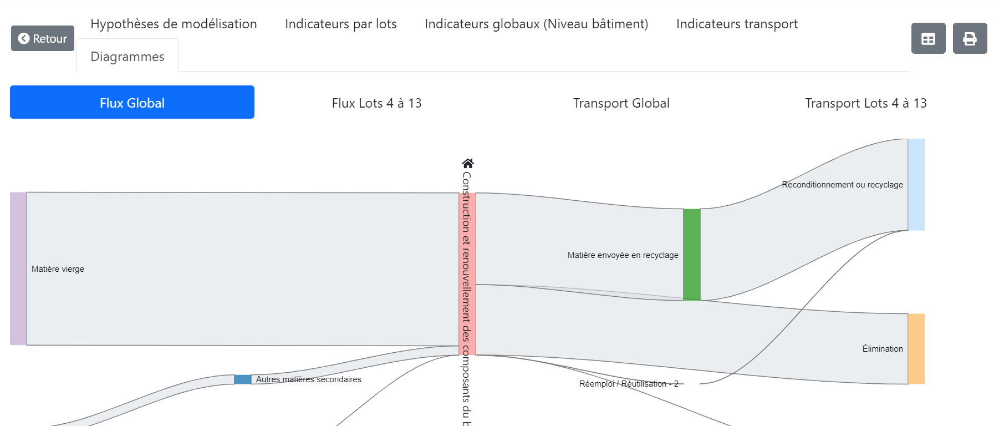 Retour
Hypothèses de modélisation
Indicateurs par lots
Indicateurs globaux (Niveau bâtiment)
Indicateurs transport
Diagrammes
Flux Global
Flux Lots 4 à 13
Transport Global
Transport Lots 4 à 13
Reconditionnement ou recyclage
Construction et renouvellement des composants du b
Matière envoyée en recyclage
Matière vierge
Élimination
Autres matières secondaires
Réemploi / Réutilisation - 2